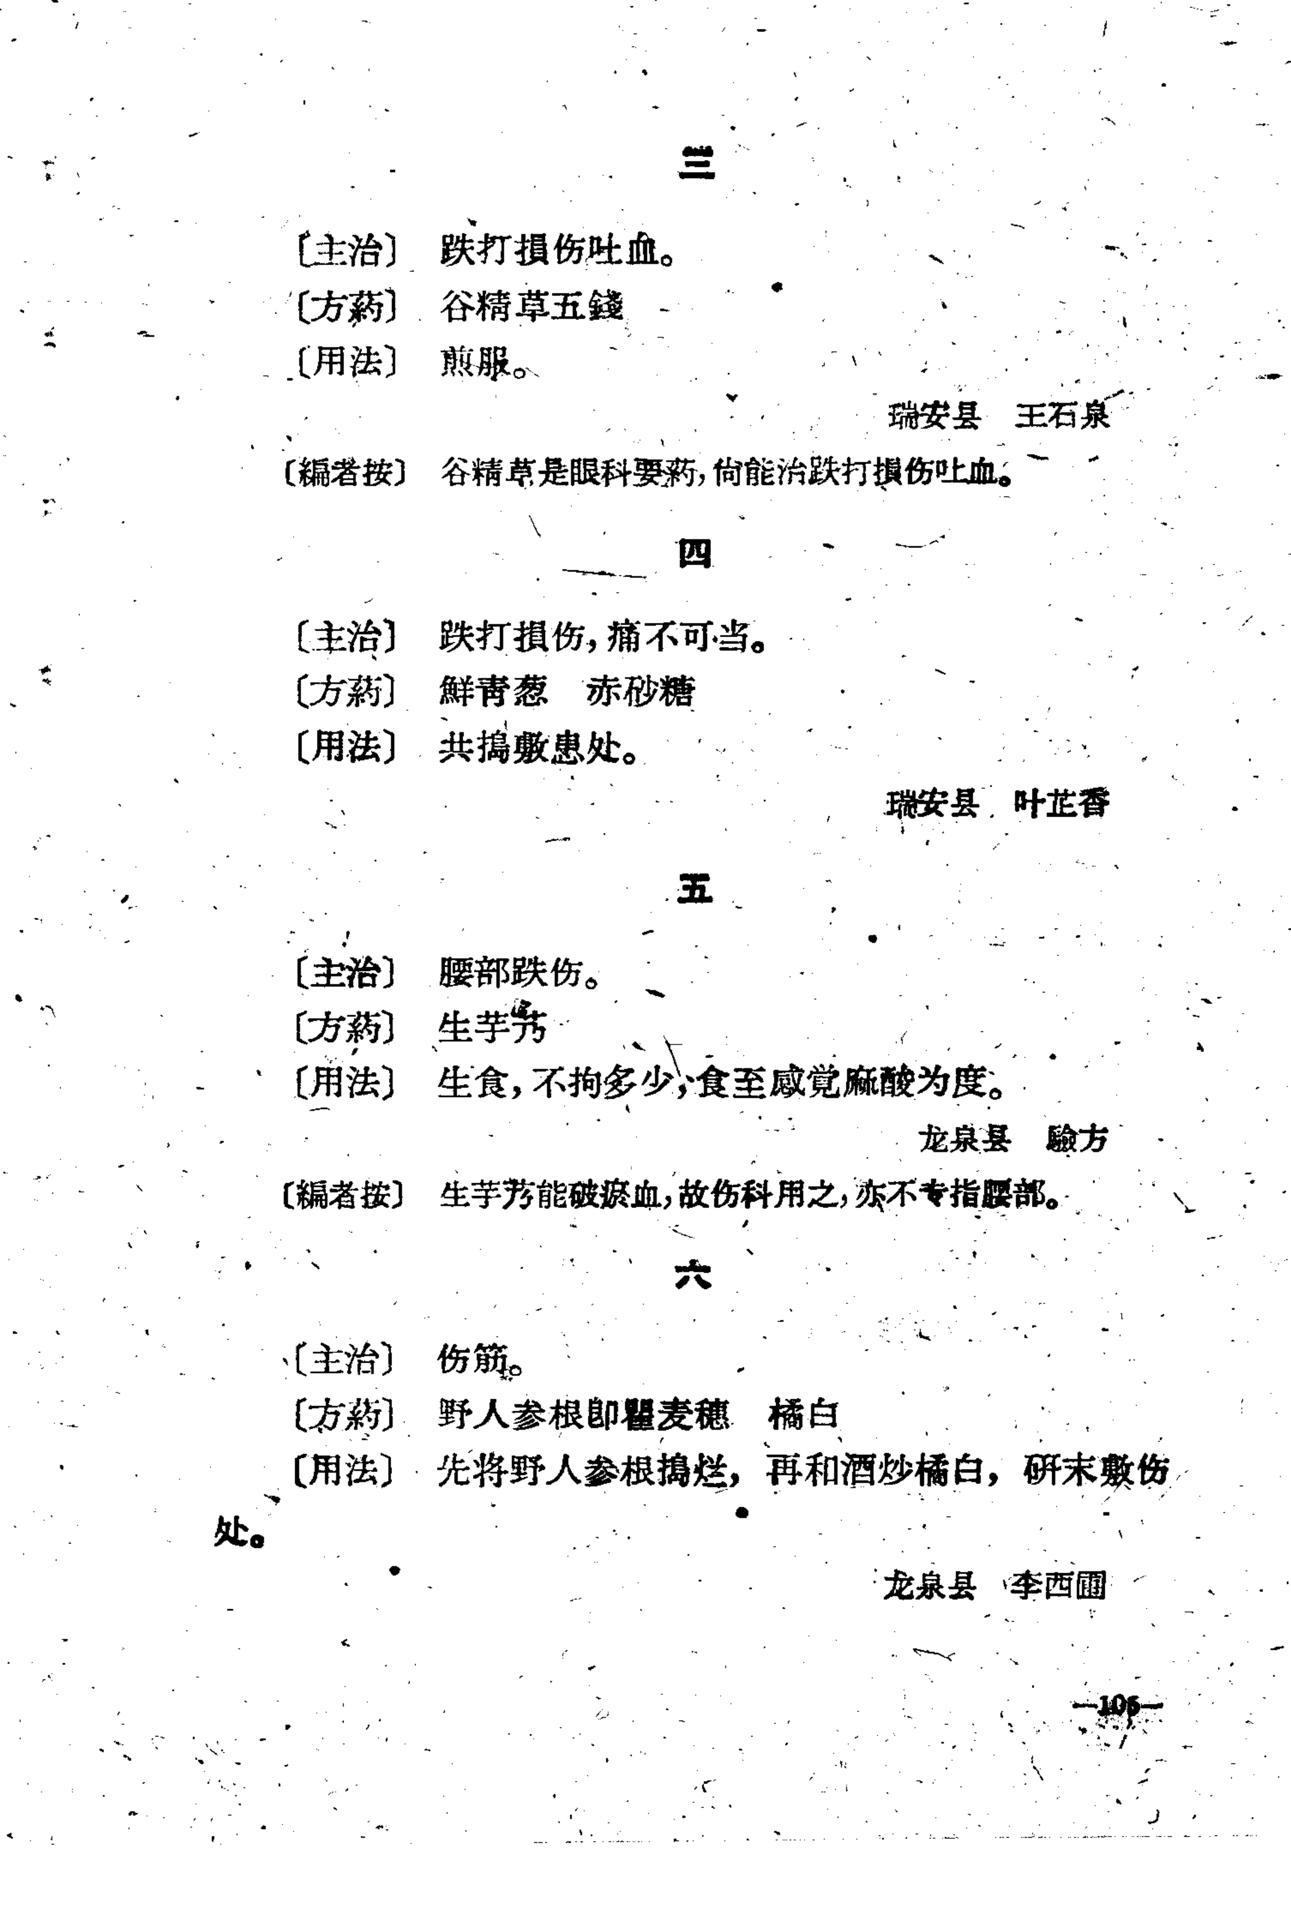 三
〔主治〕 跌打損伤吐血。
〔方葯〕 谷精草五錢
〔用法〕 煎服。
瑞安县 王石泉
〔編者按〕 谷精草是眼科要葯，尙能治跌打損伤吐血。
四
〔主治〕 跌打損伤，痛不可当。
〔方葯〕 鮮青葱 赤砂糖
〔用法〕 共搗敷患处。
瑞安县 叶芷香
五
〔主治〕 腰部跌伤。
〔方葯〕 生芋艿
〔用法〕 生食，不拘多少，食至感覚麻酸为度。
龙泉县 驗方
〔編者按〕 生芋艿能破瘀血，故伤科用之，亦不专指腰部。
六
〔主治〕 伤筋。
〔方葯〕 野人参根卽瞿麦穗 橘白
〔用法〕 先将野人参根搗烂，再和酒炒橘白，研末敷伤
处。
龙泉县 李西
—105—